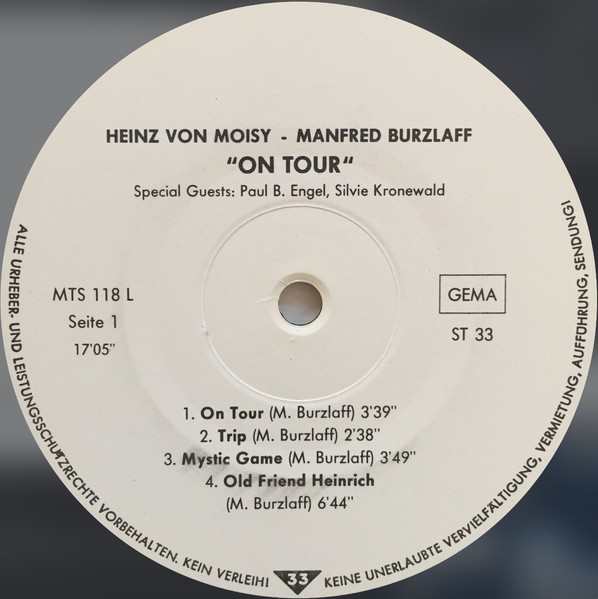 HEINZ VON MOISY - MANFRED BURZLAFF
"ON TOUR"
Special Guests: Paul B. Engel, Silvie Kronewald
MTS 118 L
Seite 1
17'05"
GEMA
ST 33
1. On Tour (M. Burzlaff) 3'39"
2. Trip (M. Burzlaff) 2'38"
3. Mystic Game (M. Burzlaff) 3'49"
4. Old Friend Heinrich
(M. Burzlaff) 6'44"
ALLE URHEBER- UND LEISTUNGSSCHUTZRECHTE VORBEHALTEN. KEIN VERLEIH! 33 KEINE UNERLAUBTE VERVIELFÄLTIGUNG, VERMIETUNG, AUFFÜHRUNG, SENDUNG!